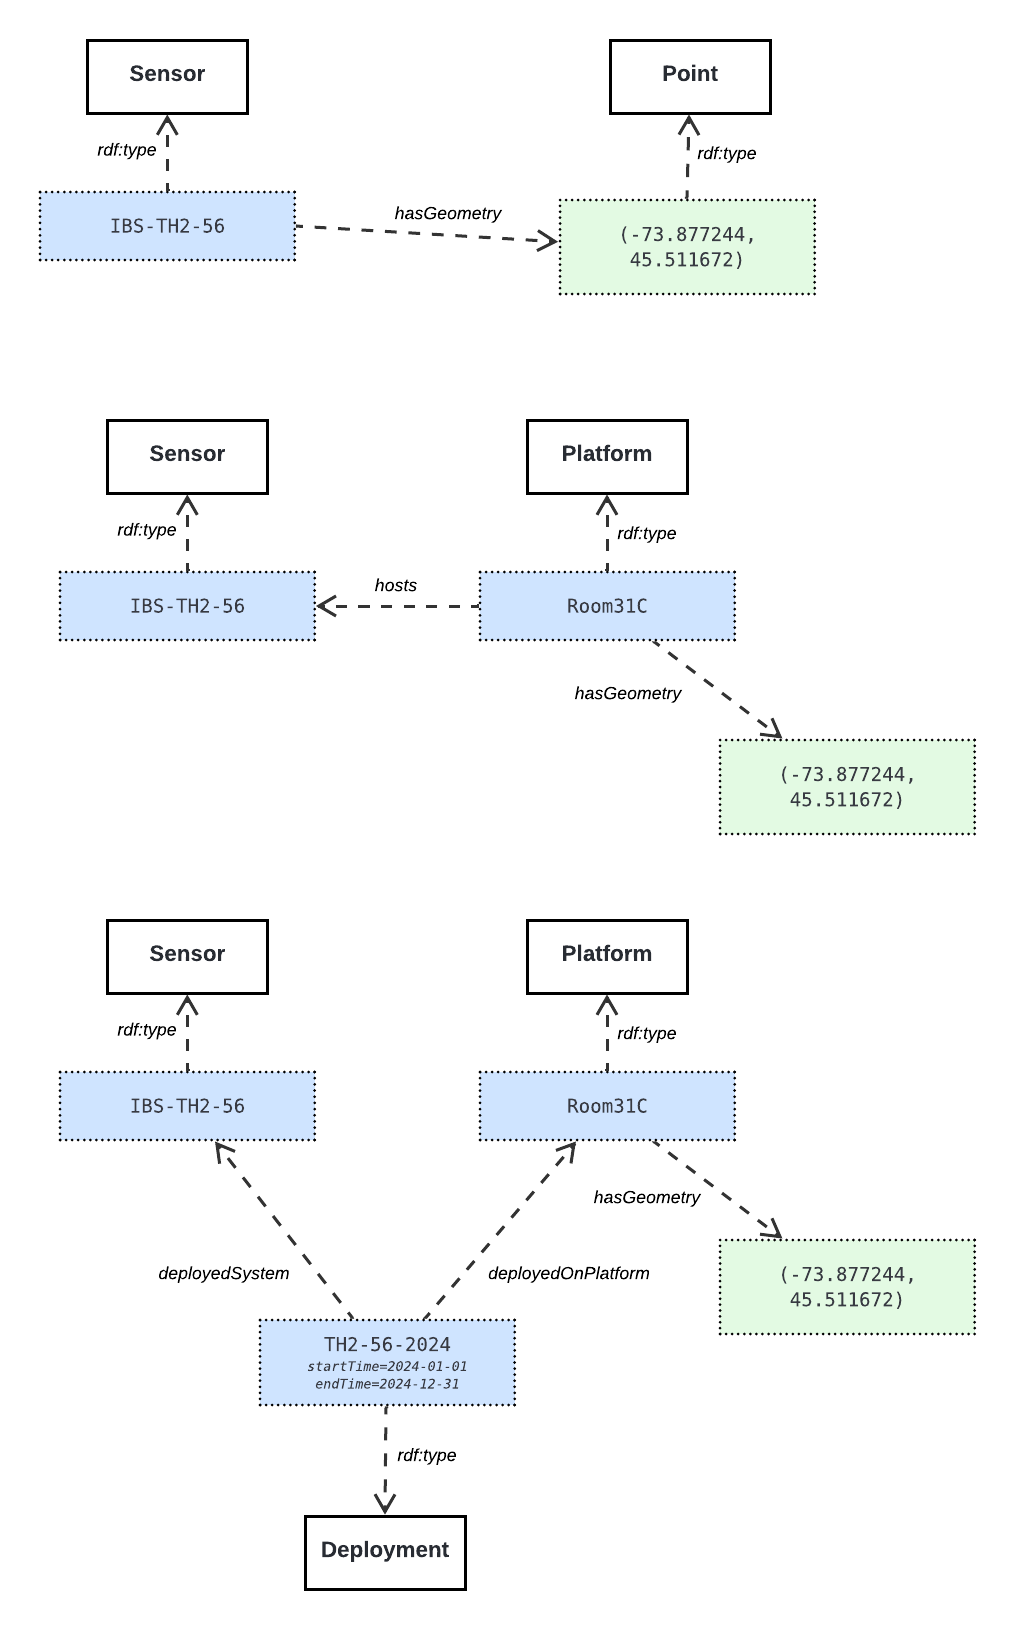 Sensor
Point
rdf:type
rdf:type
IBS-TH2-56
hasGeometry
(-73.877244,
45.511672)
Sensor
Platform
rdf:type
rdf:type
IBS-TH2-56
hosts
Room31C
hasGeometry
(-73.877244,
45.511672)
Sensor
Platform
rdf:type
rdf:type
IBS-TH2-56
Room31C
hasGeometry
deployedSystem
deployedOnPlatform
(-73.877244,
45.511672)
TH2-56-2024
startTime=2024-01-01
endTime=2024-12-31
rdf:type
Deployment